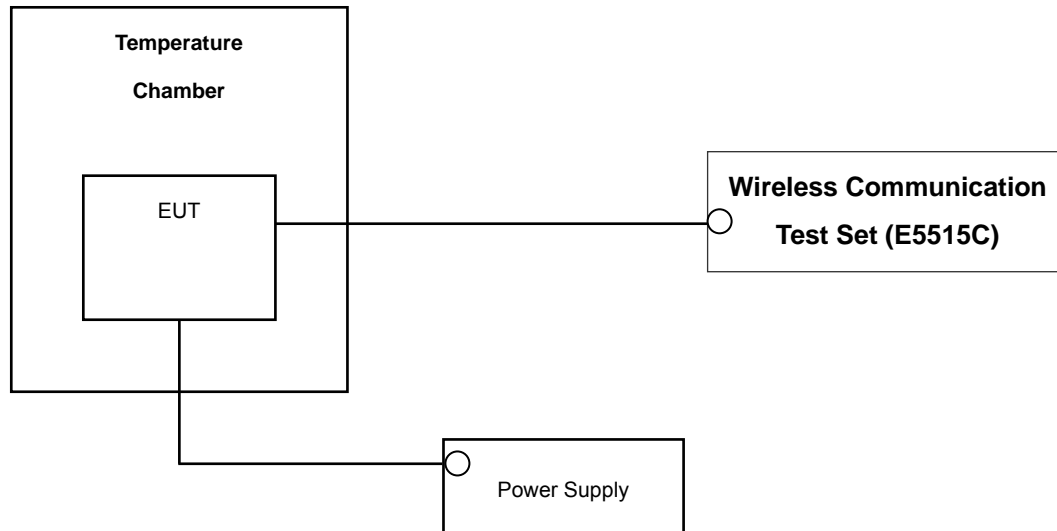 Temperature
Chamber
EUT
Wireless Communication
Test Set (E5515C)
Power Supply